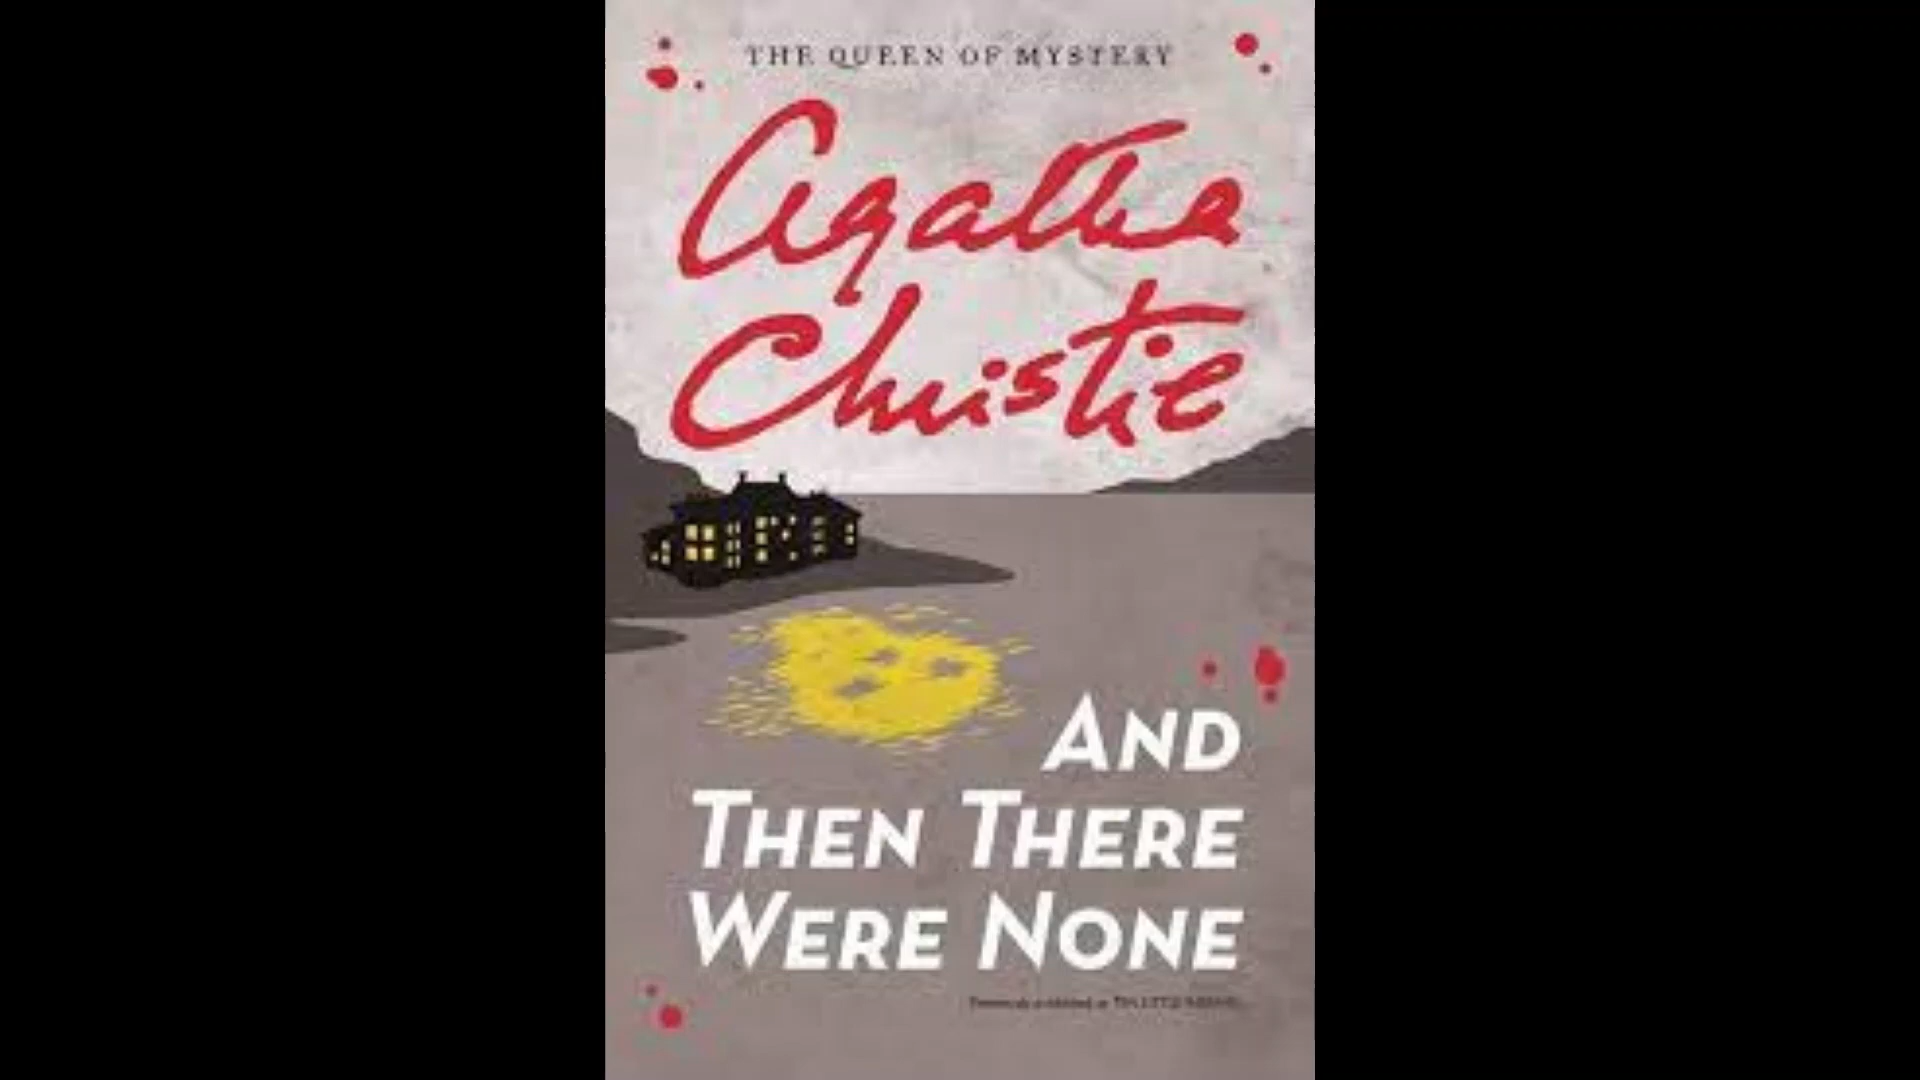 THE QUEEN OF MYSTERY
Agatha
Christie
AND
THEN THERE
WERE NONE